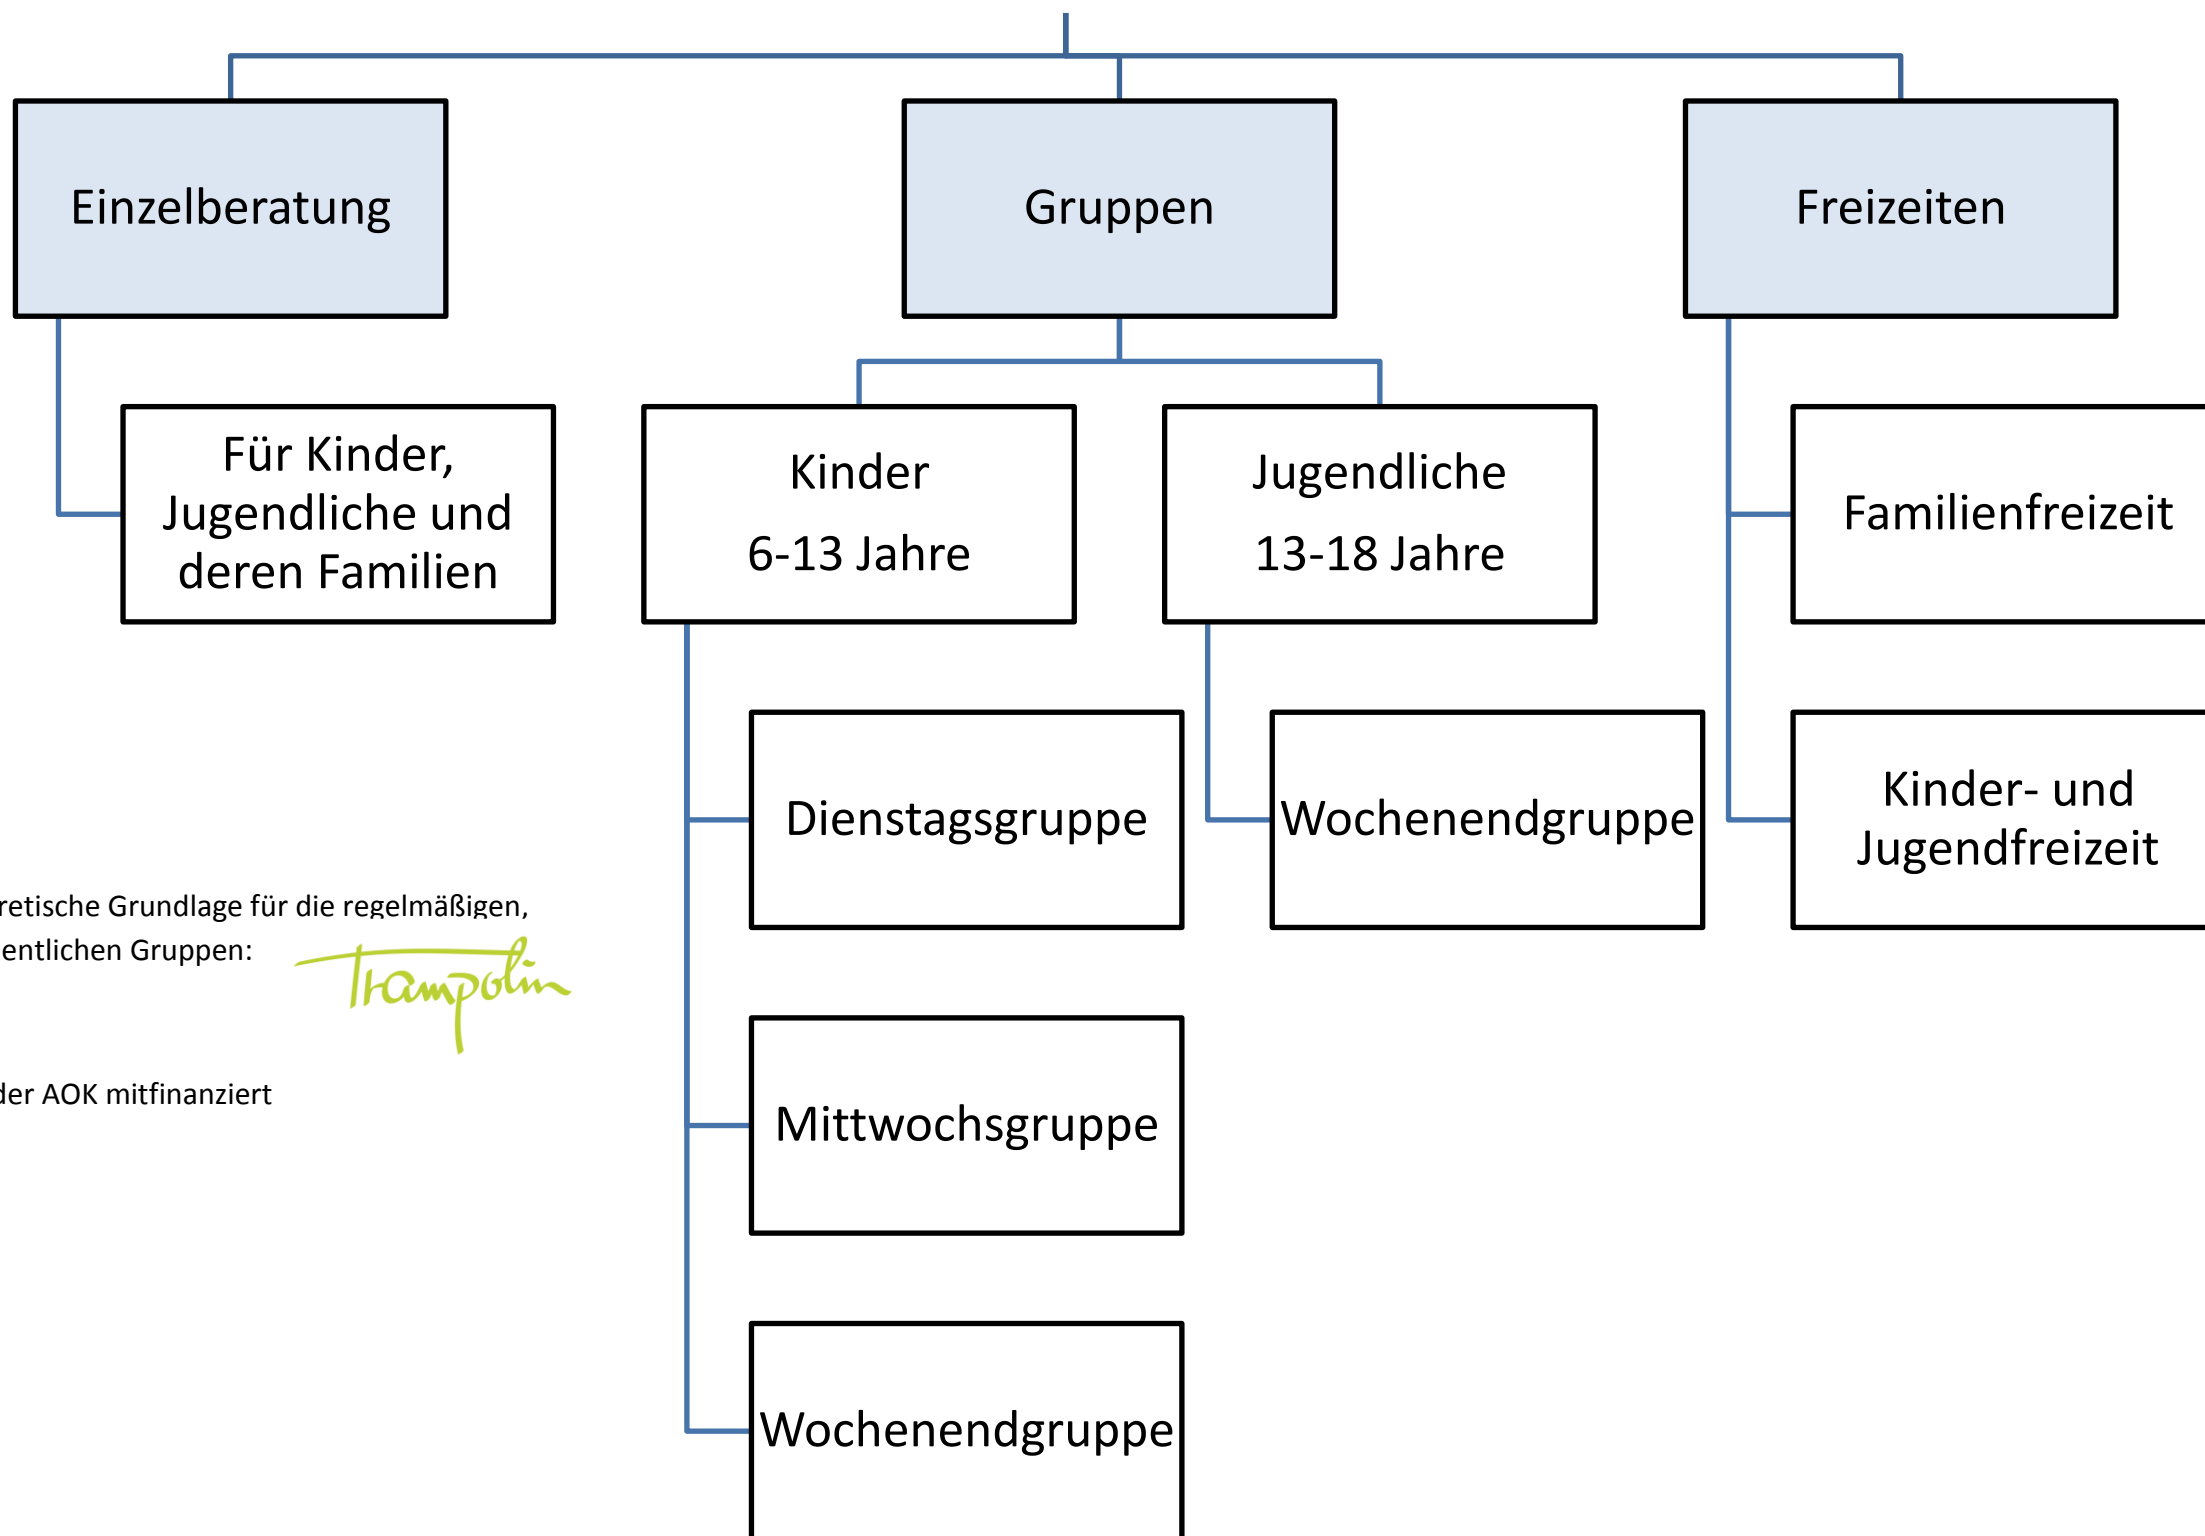 Einzelberatung
Gruppen
Freizeiten
Für Kinder,
Jugendliche und
deren Familien
Kinder
6-13 Jahre
Jugendliche
13-18 Jahre
Familienfreizeit
Dienstagsgruppe
Wochenendgruppe
Kinder- und
Jugendfreizeit
retische Grundlage für die regelmäßigen,
entlichen Gruppen:
Trampolin
der AOK mitfinanziert
Mittwochsgruppe
Wochenendgruppe